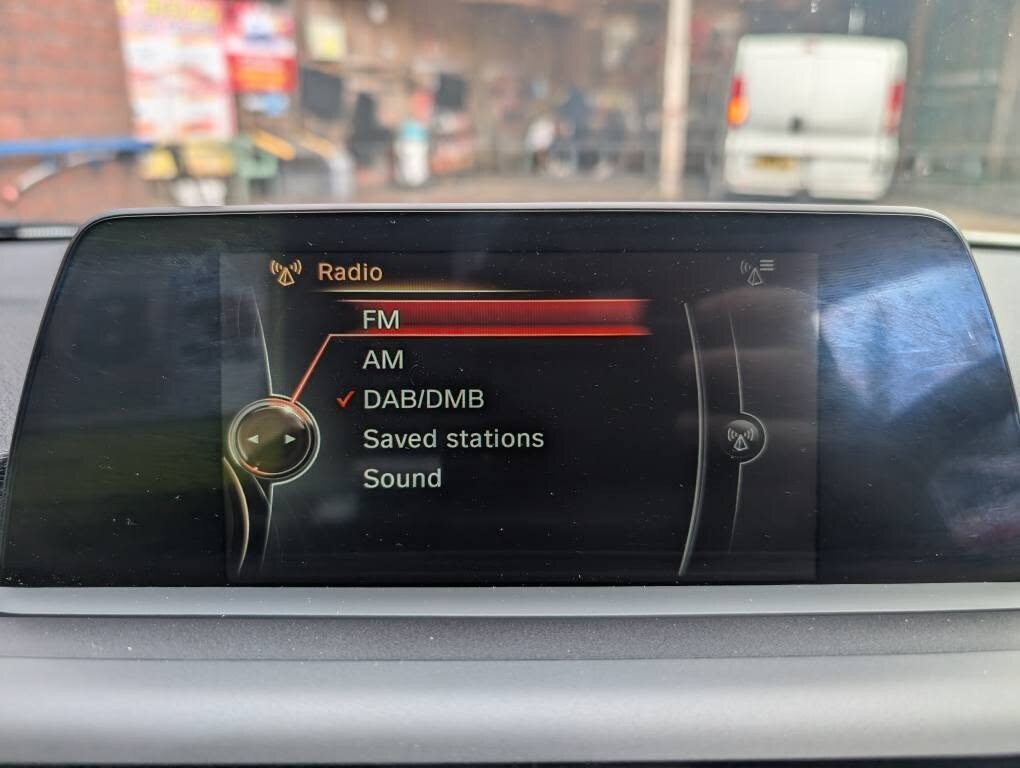 Radio
FM
AM
DAB/DMB
Saved stations
Sound